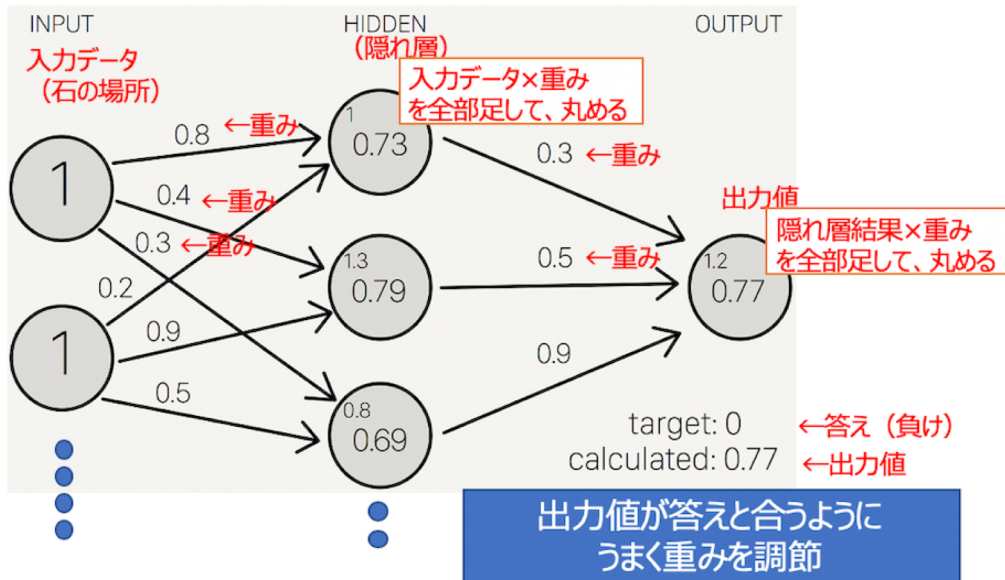 INPUT
HIDDEN
OUTPUT
入力データ
（石の場所）
（隠れ層）
入力データ×重み
を全部足して、丸める
1
0.8
←重み
1
0.73
0.3
←重み
0.4
←重み
0.3
←重み
出力値
隠れ層結果×重み
を全部足して、丸める
0.2
1.3
0.79
0.5
←重み
1.2
0.77
1
0.9
0.5
0.8
0.69
0.9
target: 0
←答え（負け）
calculated: 0.77
←出力値
出力値が答えと合うように
うまく重みを調節